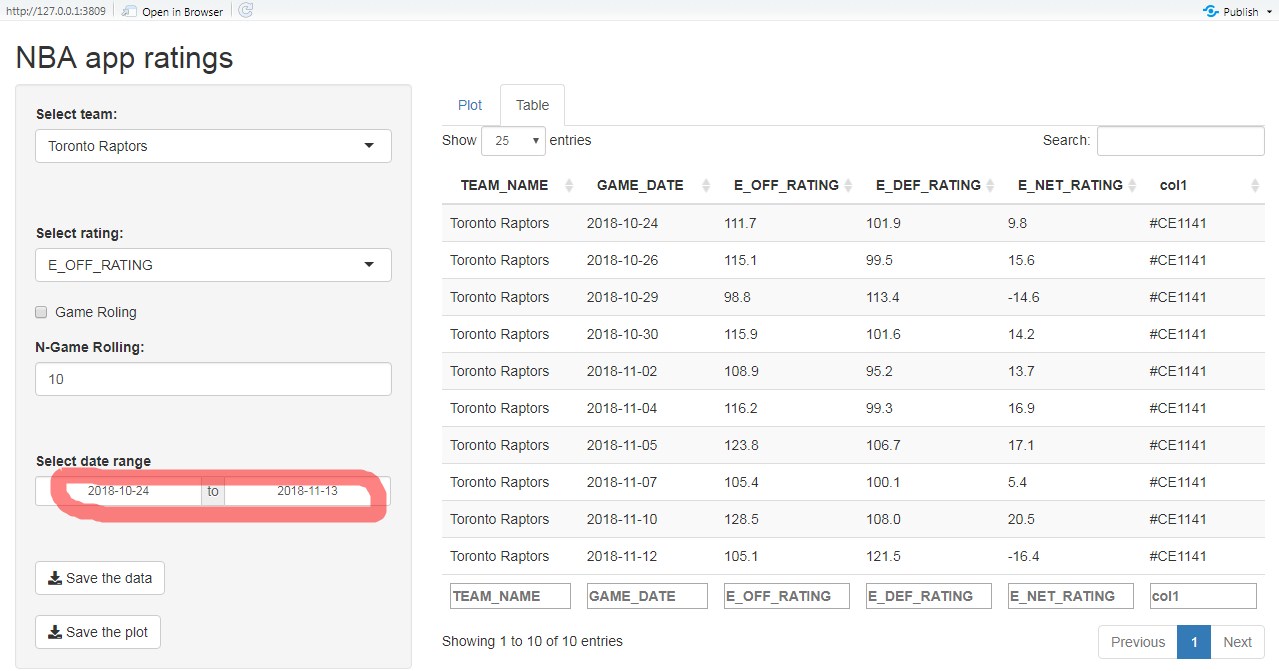 http://127.0.0.1:3809 Open in Browser Publish
NBA app ratings
Select team:
Toronto Raptors
Select rating:
E_OFF_RATING
Game Roling
N-Game Rolling:
10
Select date range
2018-10-24 to 2018-11-13
Save the data
Save the plot
Plot Table
Show 25 entries Search:
TEAM_NAME GAME_DATE E_OFF_RATING E_DEF_RATING E_NET_RATING col1
Toronto Raptors 2018-10-24 111.7 101.9 9.8 #CE1141
Toronto Raptors 2018-10-26 115.1 99.5 15.6 #CE1141
Toronto Raptors 2018-10-29 98.8 113.4 -14.6 #CE1141
Toronto Raptors 2018-10-30 115.9 101.6 14.2 #CE1141
Toronto Raptors 2018-11-02 108.9 95.2 13.7 #CE1141
Toronto Raptors 2018-11-04 116.2 99.3 16.9 #CE1141
Toronto Raptors 2018-11-05 123.8 106.7 17.1 #CE1141
Toronto Raptors 2018-11-07 105.4 100.1 5.4 #CE1141
Toronto Raptors 2018-11-10 128.5 108.0 20.5 #CE1141
Toronto Raptors 2018-11-12 105.1 121.5 -16.4 #CE1141
TEAM_NAME GAME_DATE E_OFF_RATING E_DEF_RATING E_NET_RATING col1
Showing 1 to 10 of 10 entries Previous 1 Next